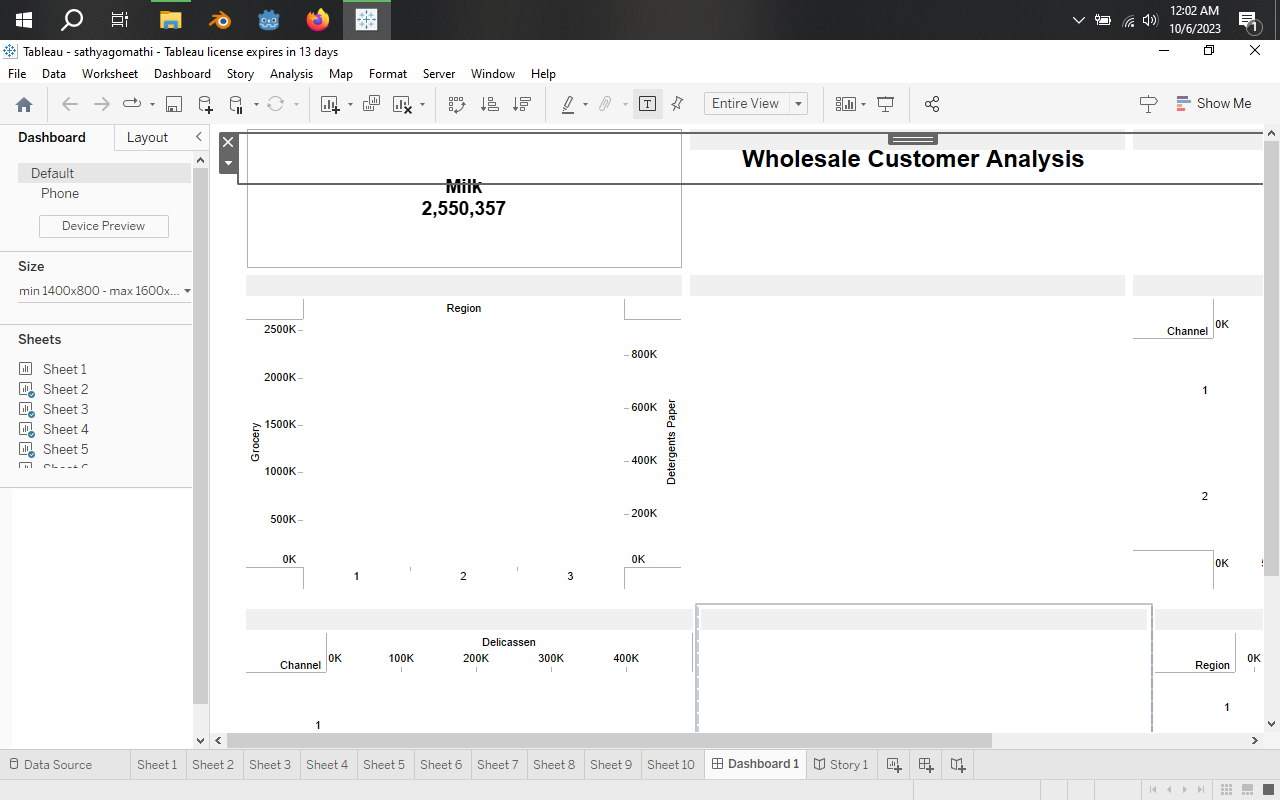 12:02 AM
10/6/2023
1
Tableau - sathyagomathi - Tableau license expires in 13 days
File Data Worksheet Dashboard Story Analysis Map Format Server Window Help
T Entire View Show Me
Dashboard Layout
Default
Phone
Device Preview
Size
min 1400x800 - max 1600x...
Sheets
Sheet 1
Sheet 2
Sheet 3
Sheet 4
Sheet 5
Wholesale Customer Analysis
Milk
2,550,357
Region
2500K
2000K
1500K
1000K
500K
0K
Grocery
1 2 3
800K
600K
400K
200K
0K
Detergents Paper
0K
Channel
1
2
0K
Delicassen
Channel 0K 100K 200K 300K 400K
1
Region 0K
1
Data Source Sheet 1 Sheet 2 Sheet 3 Sheet 4 Sheet 5 Sheet 6 Sheet 7 Sheet 8 Sheet 9 Sheet 10 Dashboard 1 Story 1